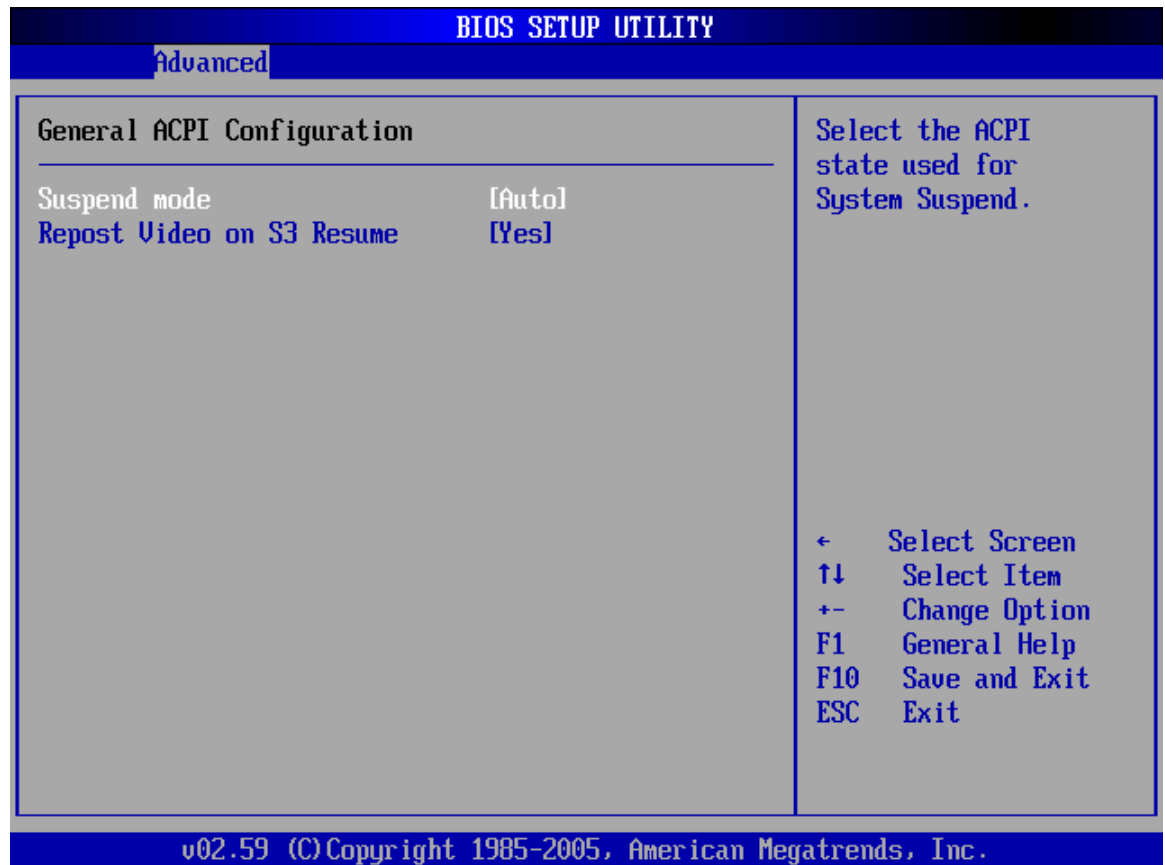 BIOS SETUP UTILITY
Advanced
General ACPI Configuration
Suspend mode [Auto]
Repost Video on S3 Resume [Yes]
Select the ACPI
state used for
System Suspend.
← Select Screen
↑↓ Select Item
+- Change Option
F1 General Help
F10 Save and Exit
ESC Exit
v02.59 (C)Copyright 1985-2005, American Megatrends, Inc.